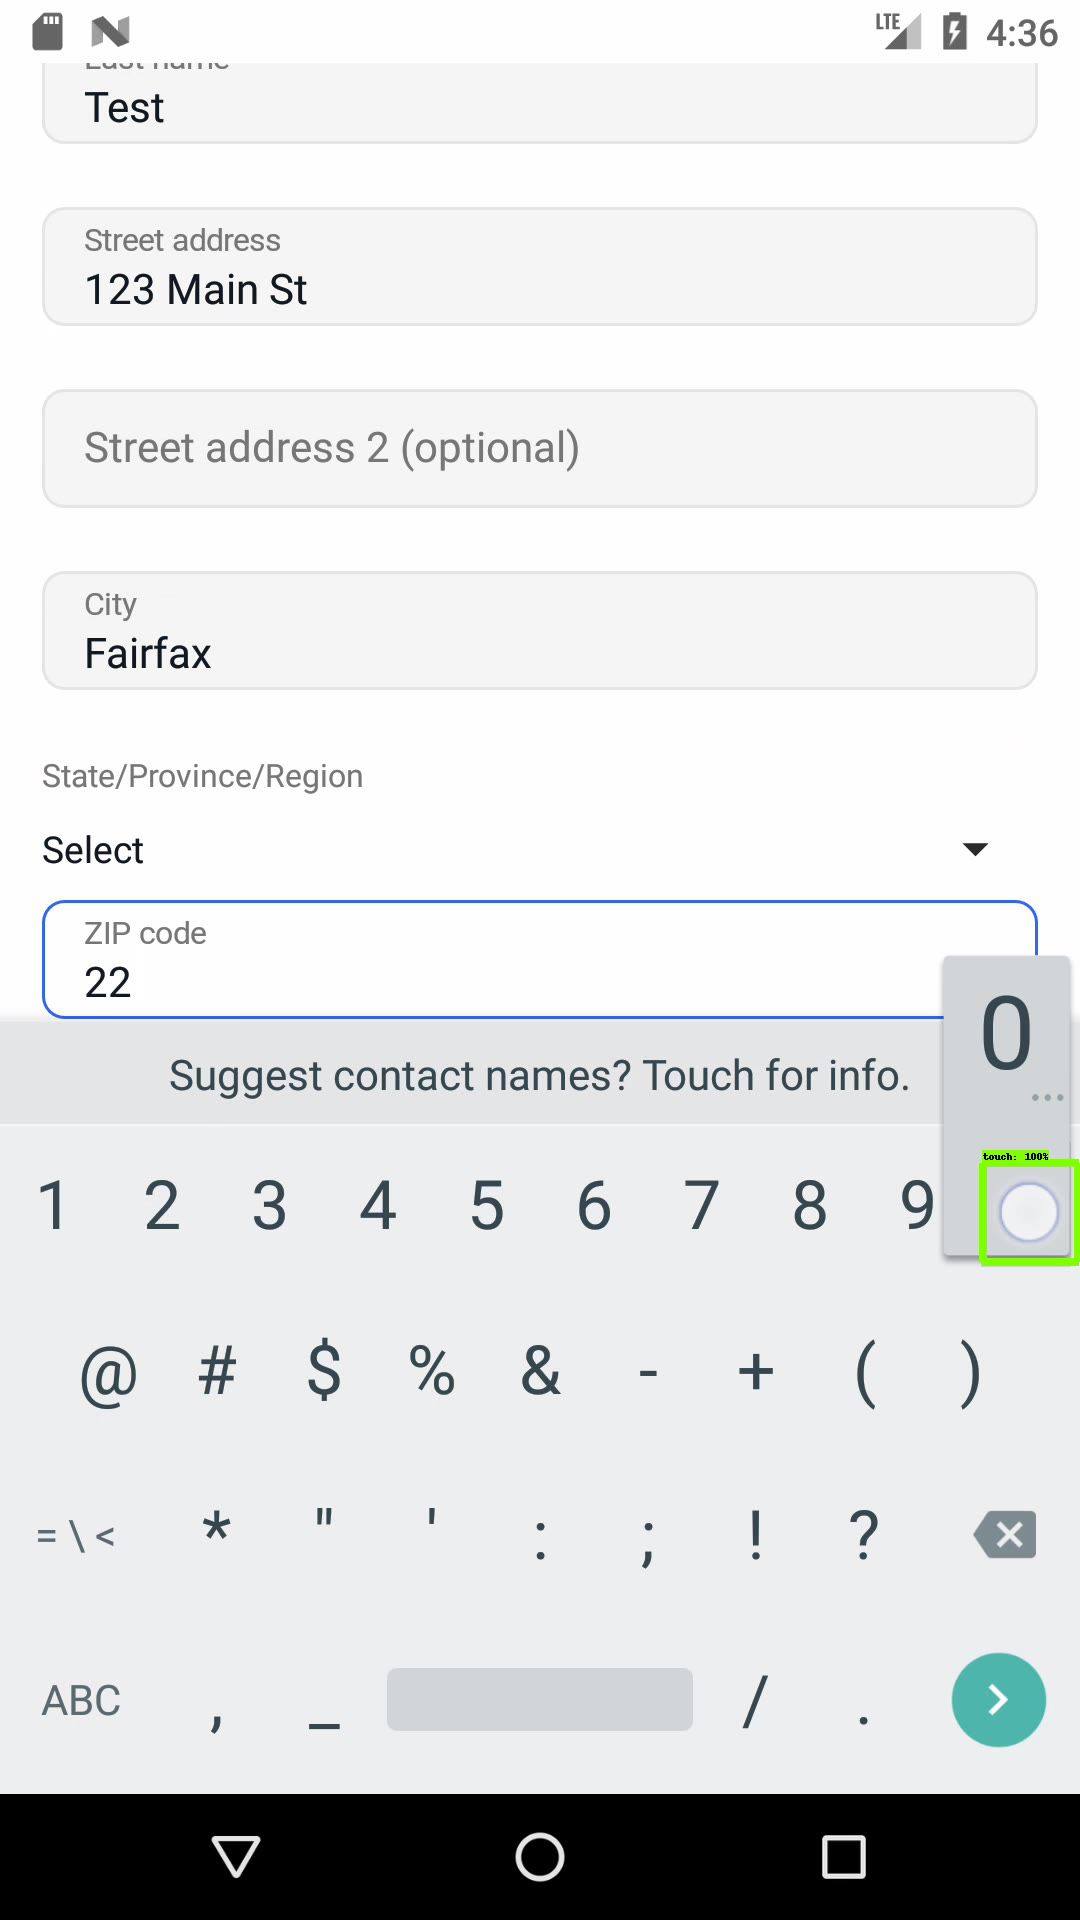 LTE 4:36
Last name
Test
Street address
123 Main St
Street address 2 (optional)
City
Fairfax
State/Province/Region
Select
ZIP code
22
0
...
Suggest contact names? Touch for info.
touch: 100%
1 2 3 4 5 6 7 8 9
@ # $ % & - + ( )
= \ < * " ' : ; ! ?
ABC , _ / .